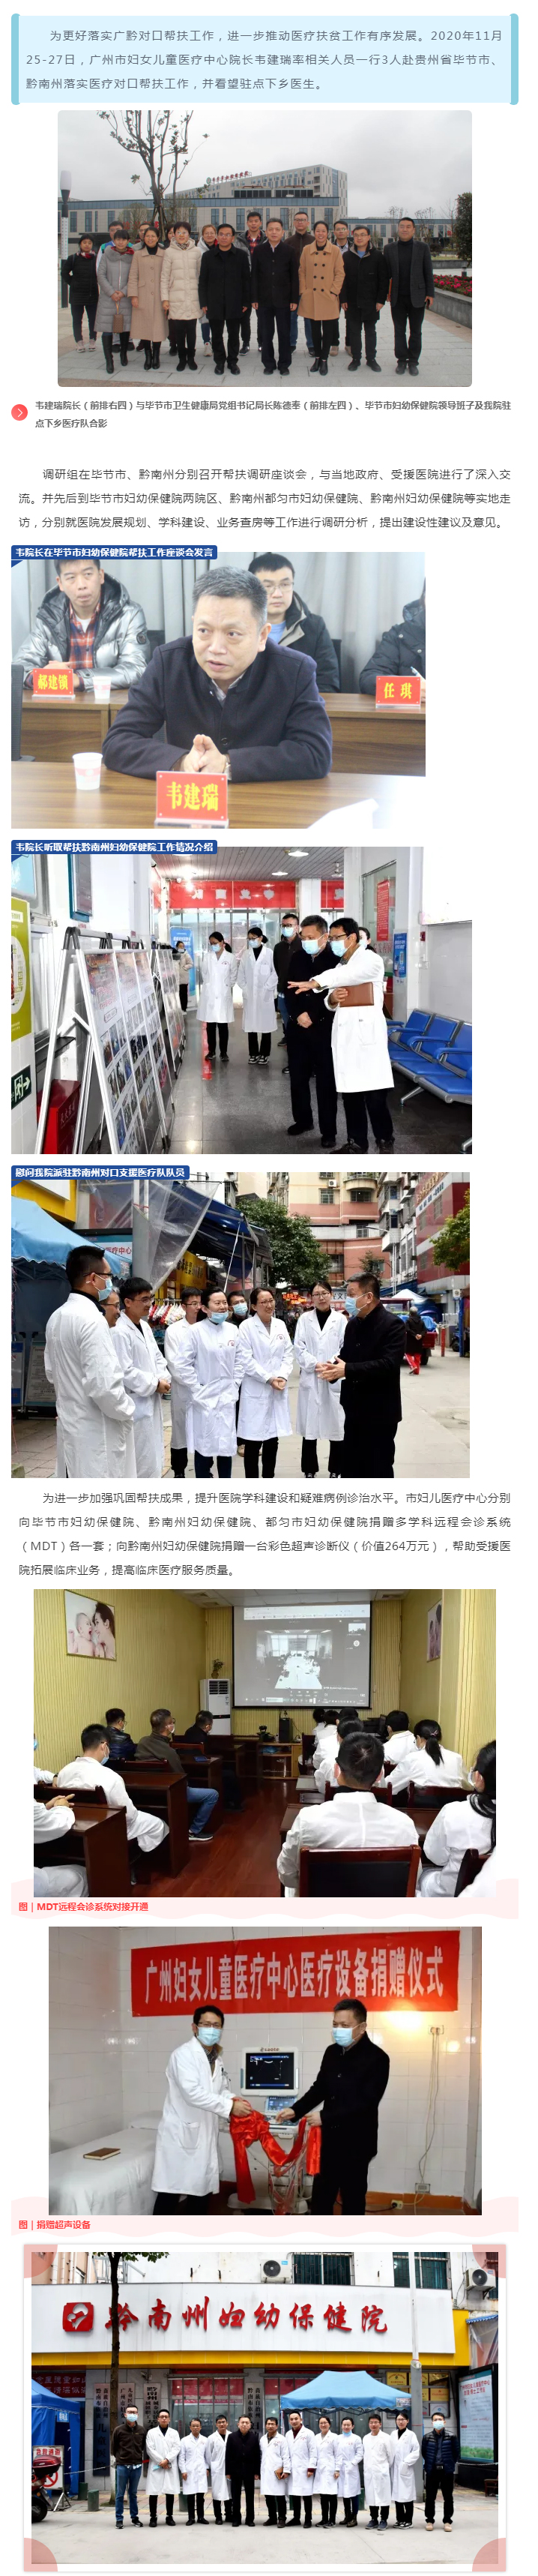 为更好落实广黔对口帮扶工作，进一步推动医疗扶贫工作有序发展。2020年11月
25-27日，广州市妇女儿童医疗中心院长韦建瑞率相关人员一行3人赴贵州省毕节市、
黔南州落实医疗对口帮扶工作，并看望驻点下乡医生。
韦建瑞院长（前排右四）与毕节市卫生健康局党组书记局长陈德奉（前排左四）、毕节市妇幼保健院领导班子及我院驻
点下乡医疗队合影
调研组在毕节市、黔南州分别召开帮扶调研座谈会，与当地政府、受援医院进行了深入交
流。并先后到毕节市妇幼保健院两院区、黔南州都匀市妇幼保健院、黔南州妇幼保健院等实地走
访，分别就医院发展规划、学科建设、业务查房等工作进行调研分析，提出建设性建议及意见。
韦院长在毕节市妇幼保健院帮扶工作座谈会发言
郝建镇
任琪
韦建瑞
韦院长听取帮扶黔南州妇幼保健院工作情况介绍
慰问我院派驻黔南州对口支援医疗队队员
为进一步加强巩固帮扶成果，提升医院学科建设和疑难病例诊治水平。市妇儿医疗中心分别
向毕节市妇幼保健院、黔南州妇幼保健院、都匀市妇幼保健院捐赠多学科远程会诊系统
（MDT）各一套；向黔南州妇幼保健院捐赠一台彩色超声诊断仪（价值264万元），帮助受援医
院拓展临床业务，提高临床医疗服务质量。
图｜MDT远程会诊系统对接开通
广州妇女儿童医疗中心医疗设备捐赠仪式
图｜捐赠超声设备
黔南州妇幼保健院